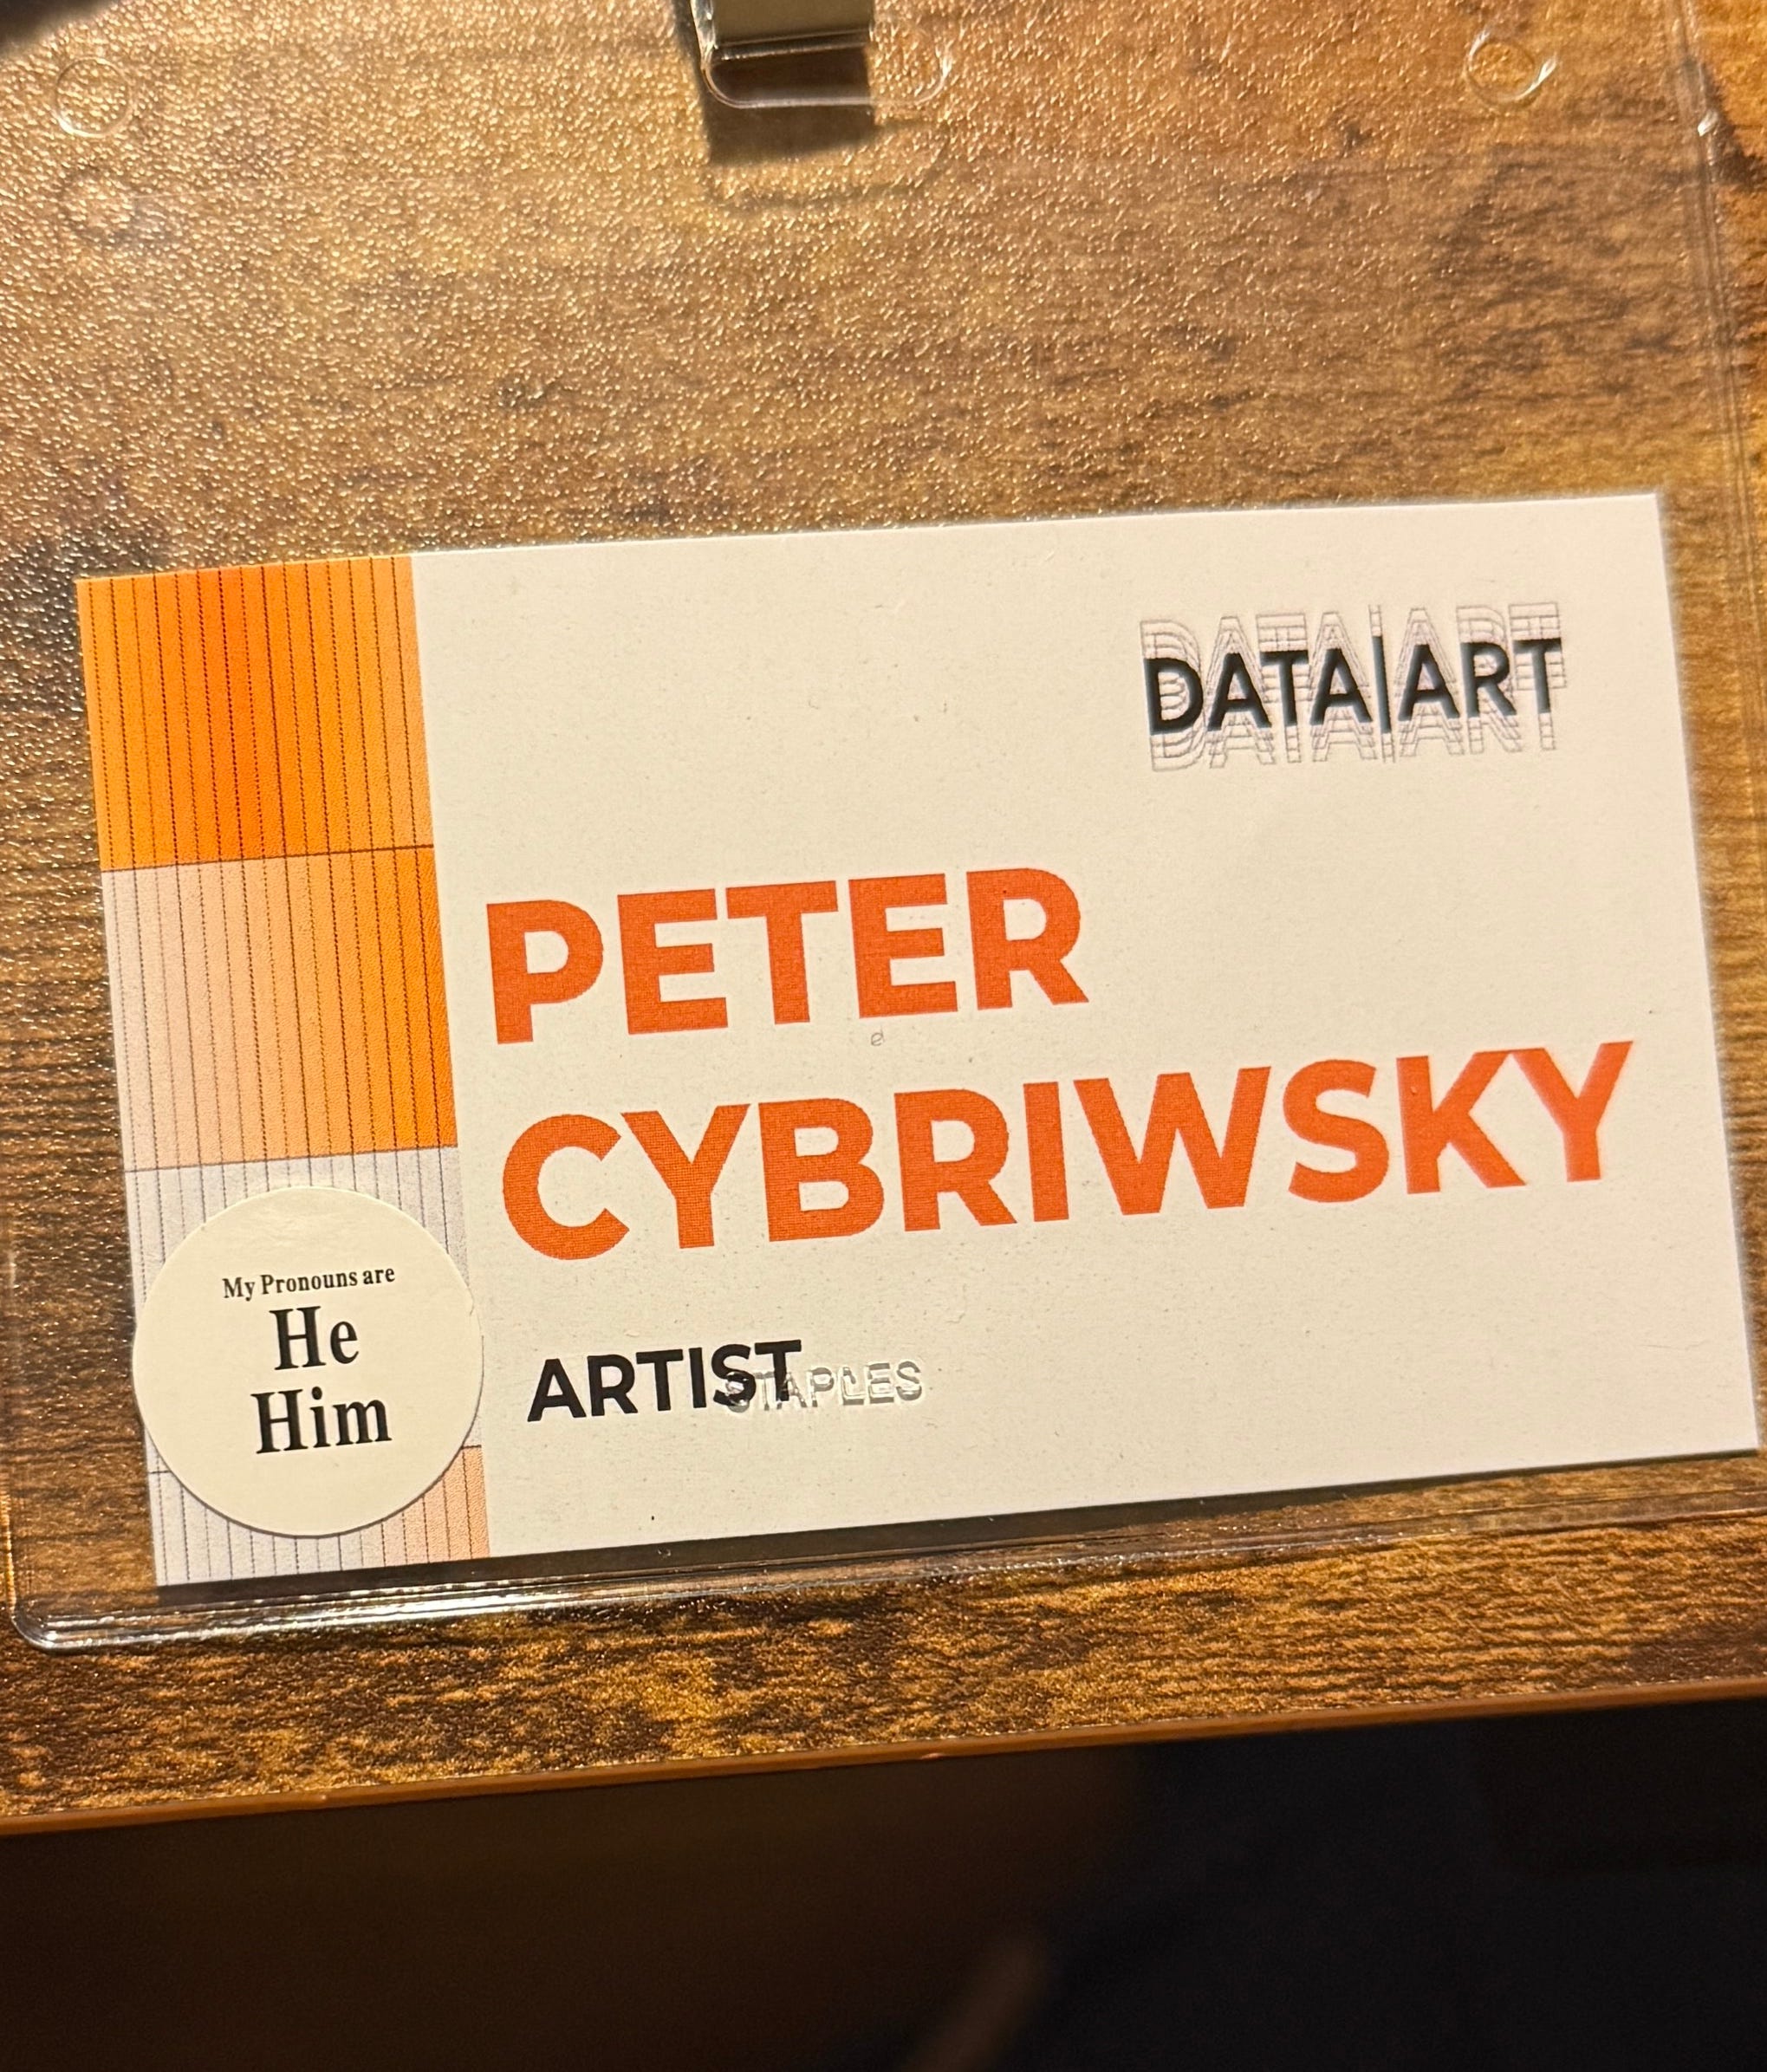 DATA|ART
PETER
CYBRIWSKY
My Pronouns are
He
Him
ARTIST
STAPLES